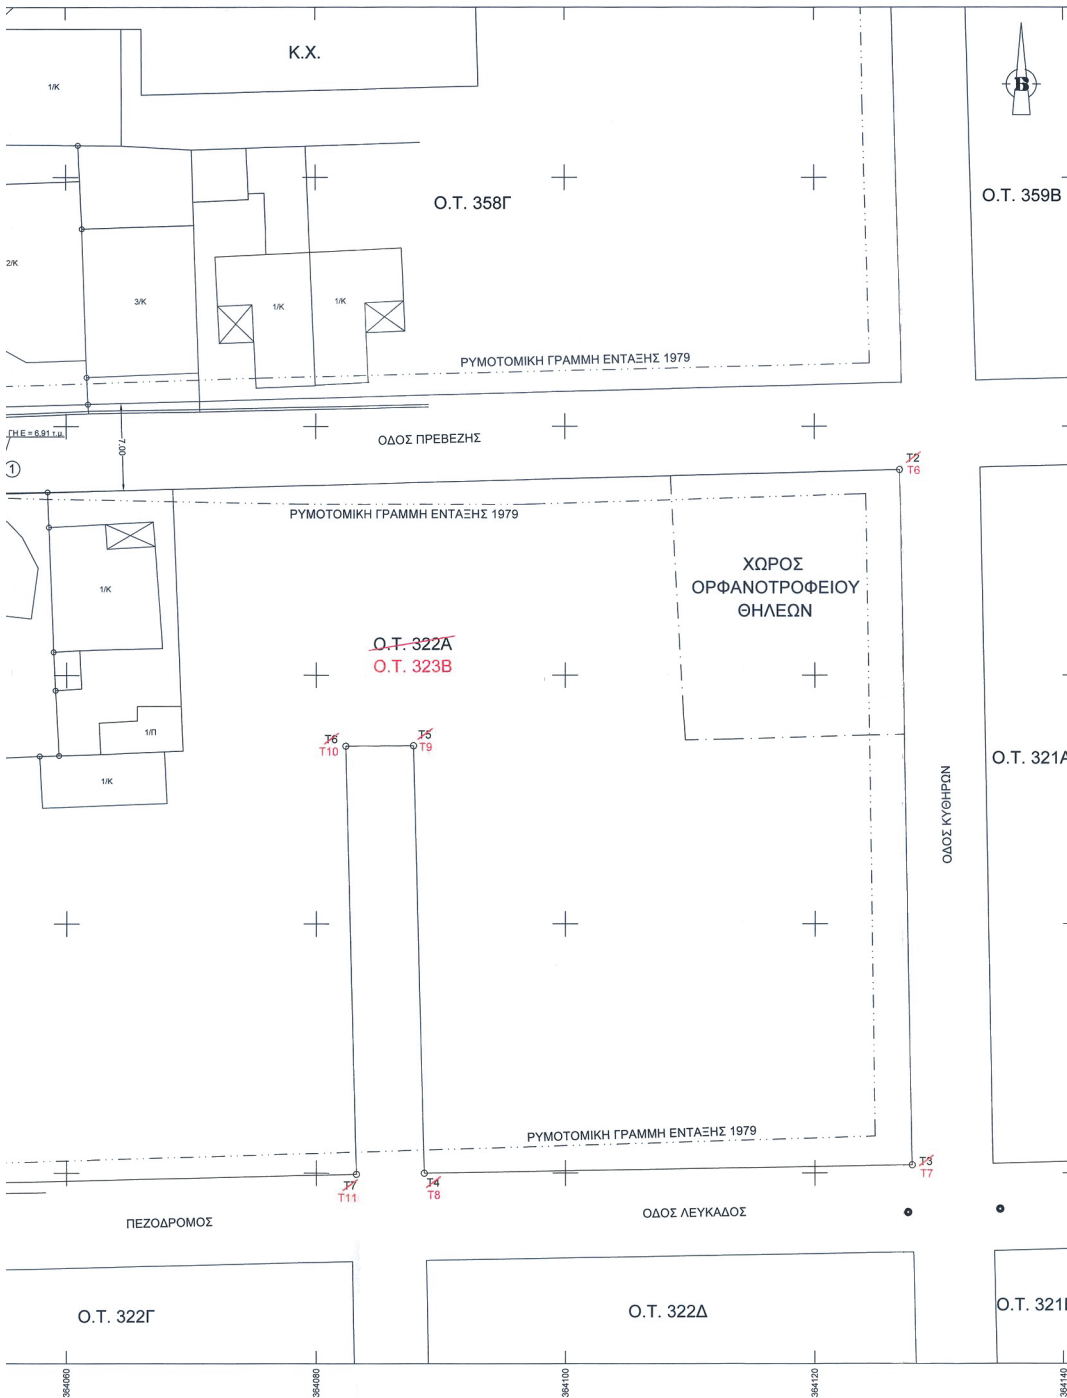 Κ.Χ.
Β
1/Κ
Ο.Τ. 359Β
Ο.Τ. 358Γ
2/Κ
3/Κ
1/Κ
1/Κ
ΡΥΜΟΤΟΜΙΚΗ ΓΡΑΜΜΗ ΕΝΤΑΞΗΣ 1979
ΓΗ Ε = 6,91 τ.μ.
7,00
ΟΔΟΣ ΠΡΕΒΕΖΗΣ
Τ2
Τ6
1
ΡΥΜΟΤΟΜΙΚΗ ΓΡΑΜΜΗ ΕΝΤΑΞΗΣ 1979
ΧΩΡΟΣ
ΟΡΦΑΝΟΤΡΟΦΕΙΟΥ
ΘΗΛΕΩΝ
1/Κ
Ο.Τ. 322Α
Ο.Τ. 323Β
1/Π
Τ6
Τ10
Τ5
Τ9
Ο.Τ. 321Α
1/Κ
ΟΔΟΣ ΚΥΘΗΡΩΝ
ΡΥΜΟΤΟΜΙΚΗ ΓΡΑΜΜΗ ΕΝΤΑΞΗΣ 1979
Τ3
Τ7
Τ7
Τ11
Τ4
Τ8
ΠΕΖΟΔΡΟΜΟΣ
ΟΔΟΣ ΛΕΥΚΑΔΟΣ
Ο.Τ. 322Γ
Ο.Τ. 322Δ
Ο.Τ. 321
364060
364080
364100
364120
364140